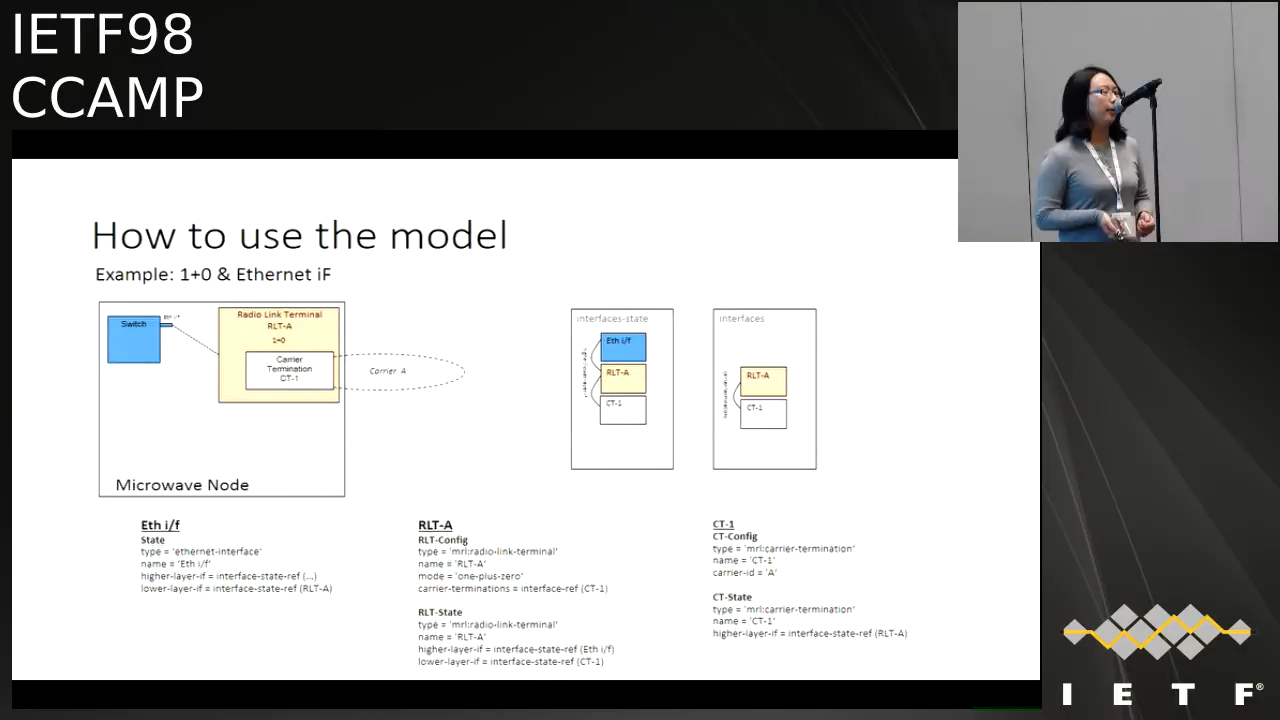 IETF98
CCAMP
How to use the model
Example: 1+0 & Ethernet iF
Switch
Radio Link Terminal
RLT-A
1+0
Carrier
Termination
CT-1
Carrier A
Microwave Node
interfaces-state
Eth i/f
RLT-A
CT-1
interfaces
RLT-A
CT-1
Eth i/f
State
type = 'ethernet-interface'
name = 'Eth i/f'
higher-layer-if = interface-state-ref (...)
lower-layer-if = interface-state-ref (RLT-A)
RLT-A
RLT-Config
type = 'mrl:radio-link-terminal'
name = 'RLT-A'
mode = 'one-plus-zero'
carrier-terminations = interface-ref (CT-1)
RLT-State
type = 'mrl:radio-link-terminal'
name = 'RLT-A'
higher-layer-if = interface-state-ref (Eth i/f)
lower-layer-if = interface-state-ref (CT-1)
CT-1
CT-Config
type = 'mrl:carrier-termination'
name = 'CT-1'
carrier-id = 'A'
CT-State
type = 'mrl:carrier-termination'
name = 'CT-1'
higher-layer-if = interface-state-ref (RLT-A)
I E T F®